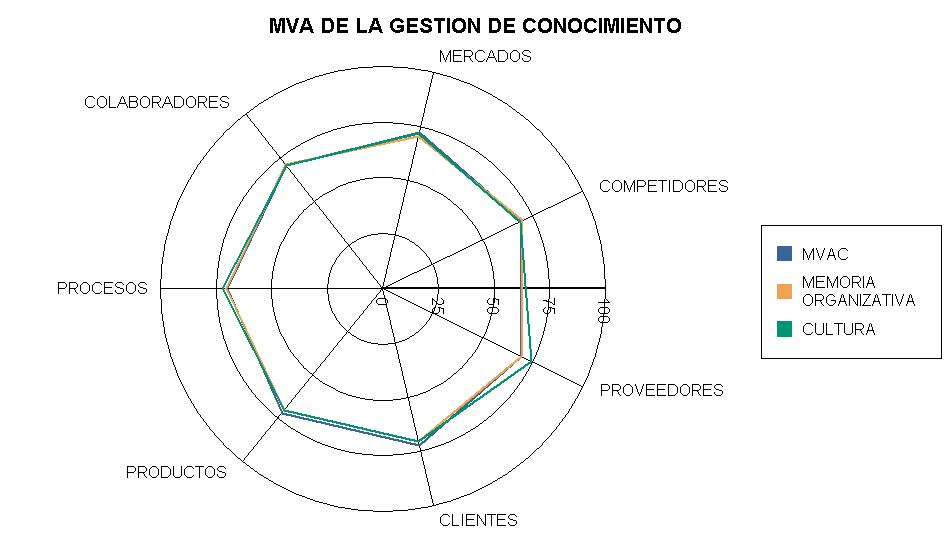 MVA DE LA GESTION DE CONOCIMIENTO
MERCADOS
COLABORADORES
COMPETIDORES
MVAC
PROCESOS
MEMORIA
ORGANIZATIVA
0
25
50
75
100
CULTURA
PROVEEDORES
PRODUCTOS
CLIENTES